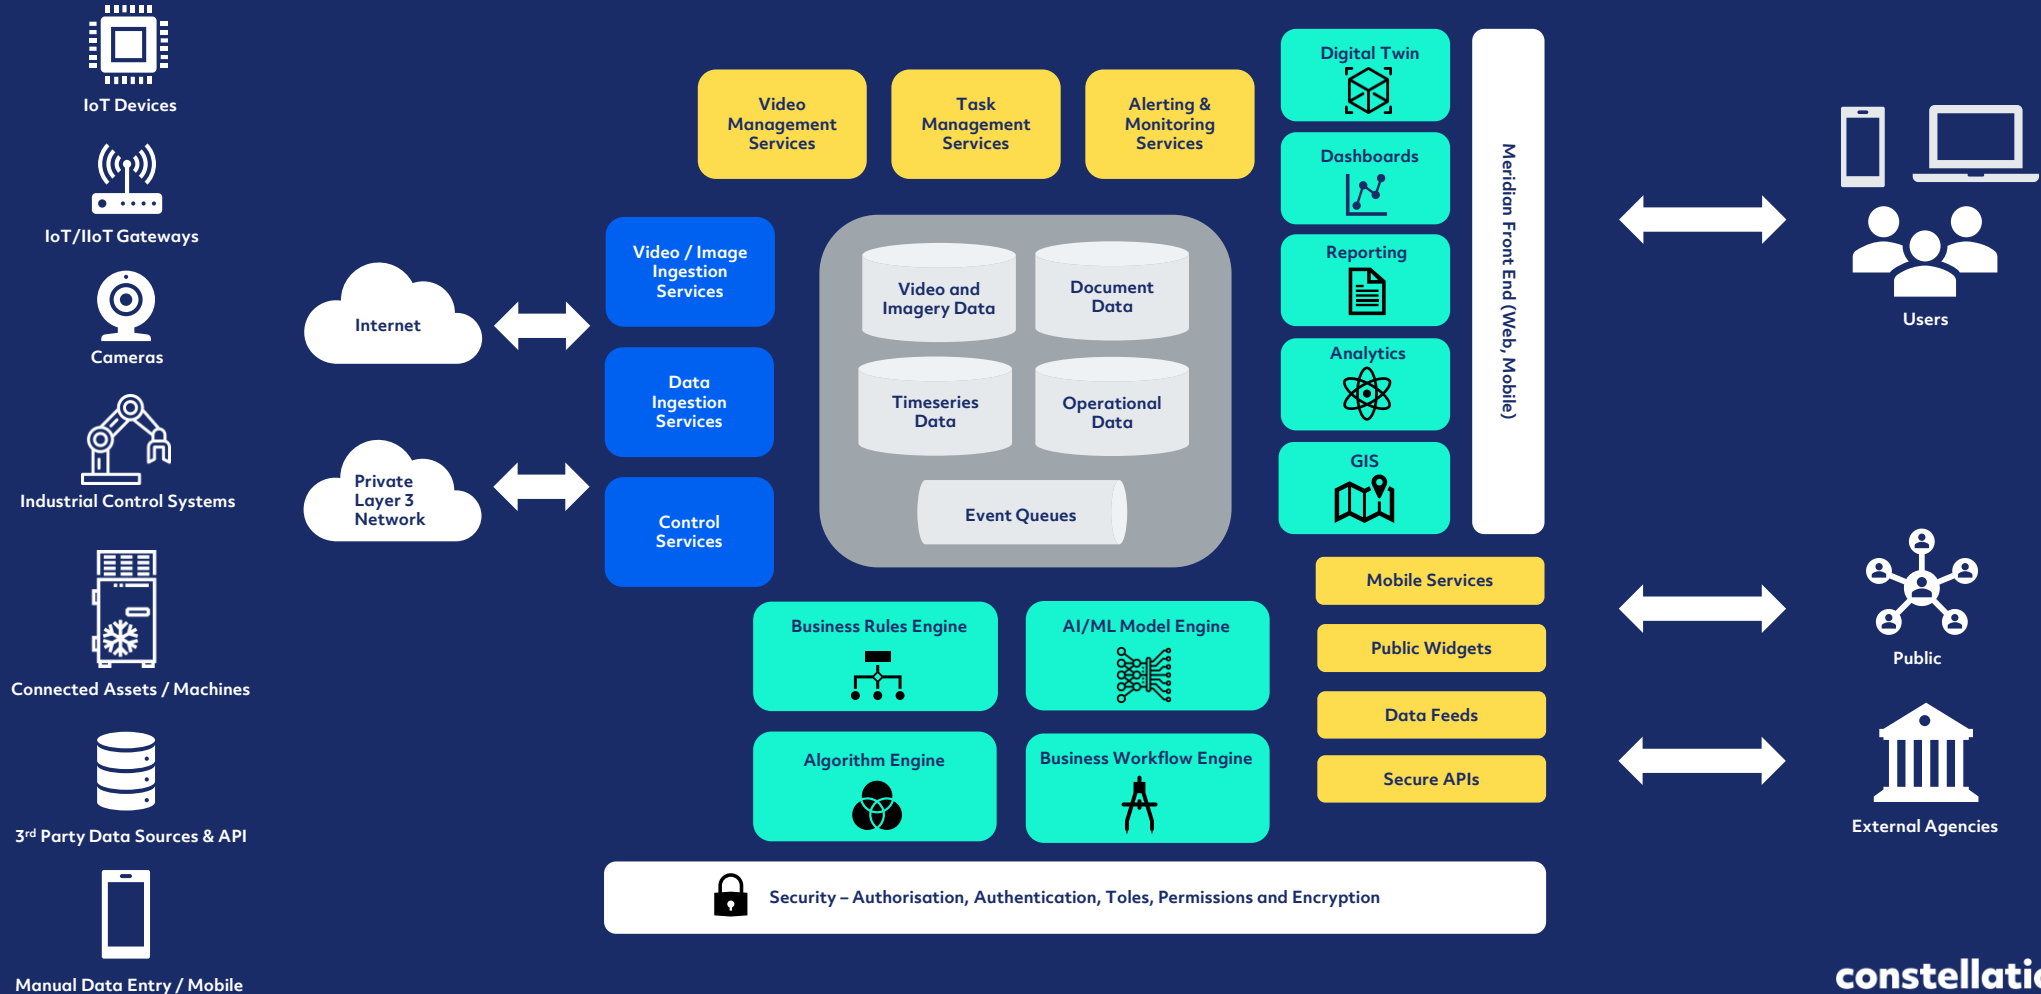 IoT Devices
IoT/IIoT Gateways
Cameras
Industrial Control Systems
Connected Assets / Machines
3rd Party Data Sources & API
Manual Data Entry / Mobile
Internet
Private
Layer 3
Network
Video / Image
Ingestion
Services
Data
Ingestion
Services
Control
Services
Video
Management
Services
Task
Management
Services
Alerting &
Monitoring
Services
Video and
Imagery Data
Document
Data
Timeseries
Data
Operational
Data
Event Queues
Business Rules Engine
AI/ML Model Engine
Algorithm Engine
Business Workflow Engine
Digital Twin
Dashboards
Reporting
Analytics
GIS
Meridian Front End (Web, Mobile)
Mobile Services
Public Widgets
Data Feeds
Secure APIs
Security – Authorisation, Authentication, Toles, Permissions and Encryption
Users
Public
External Agencies
constellatio